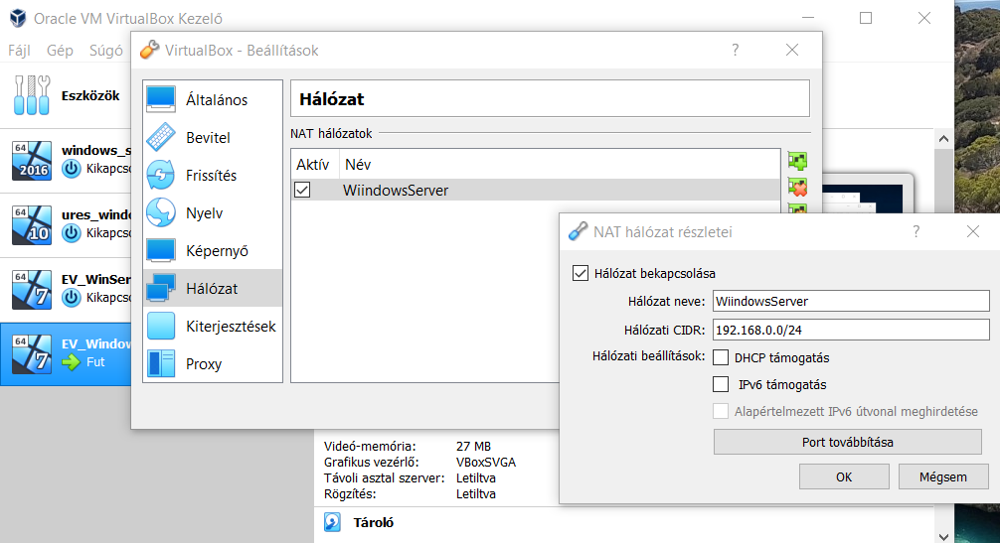 Oracle VM VirtualBox Kezelő
Fájl Gép Súgó
Eszközök
64
2016
windows_s
Kikapcso
64
10
ures_windo
Kikapcso
64
7
EV_WinSer
Kikapcso
64
7
EV_Window
Fut
VirtualBox - Beállítások
?
Általános
Bevitel
Frissítés
Nyelv
Képernyő
Hálózat
Kiterjesztések
Proxy
Hálózat
NAT hálózatok
Aktív Név
WiindowsServer
NAT hálózat részletei
?
Hálózat bekapcsolása
Hálózat neve: WiindowsServer
Hálózati CIDR: 192.168.0.0/24
Hálózati beállítások: DHCP támogatás
IPv6 támogatás
Alapértelmezett IPv6 útvonal meghirdetése
Port továbbítása
OK Mégsem
Videó-memória: 27 MB
Grafikus vezérlő: VBoxSVGA
Távoli asztal szerver: Letiltva
Rögzítés: Letiltva
Tároló